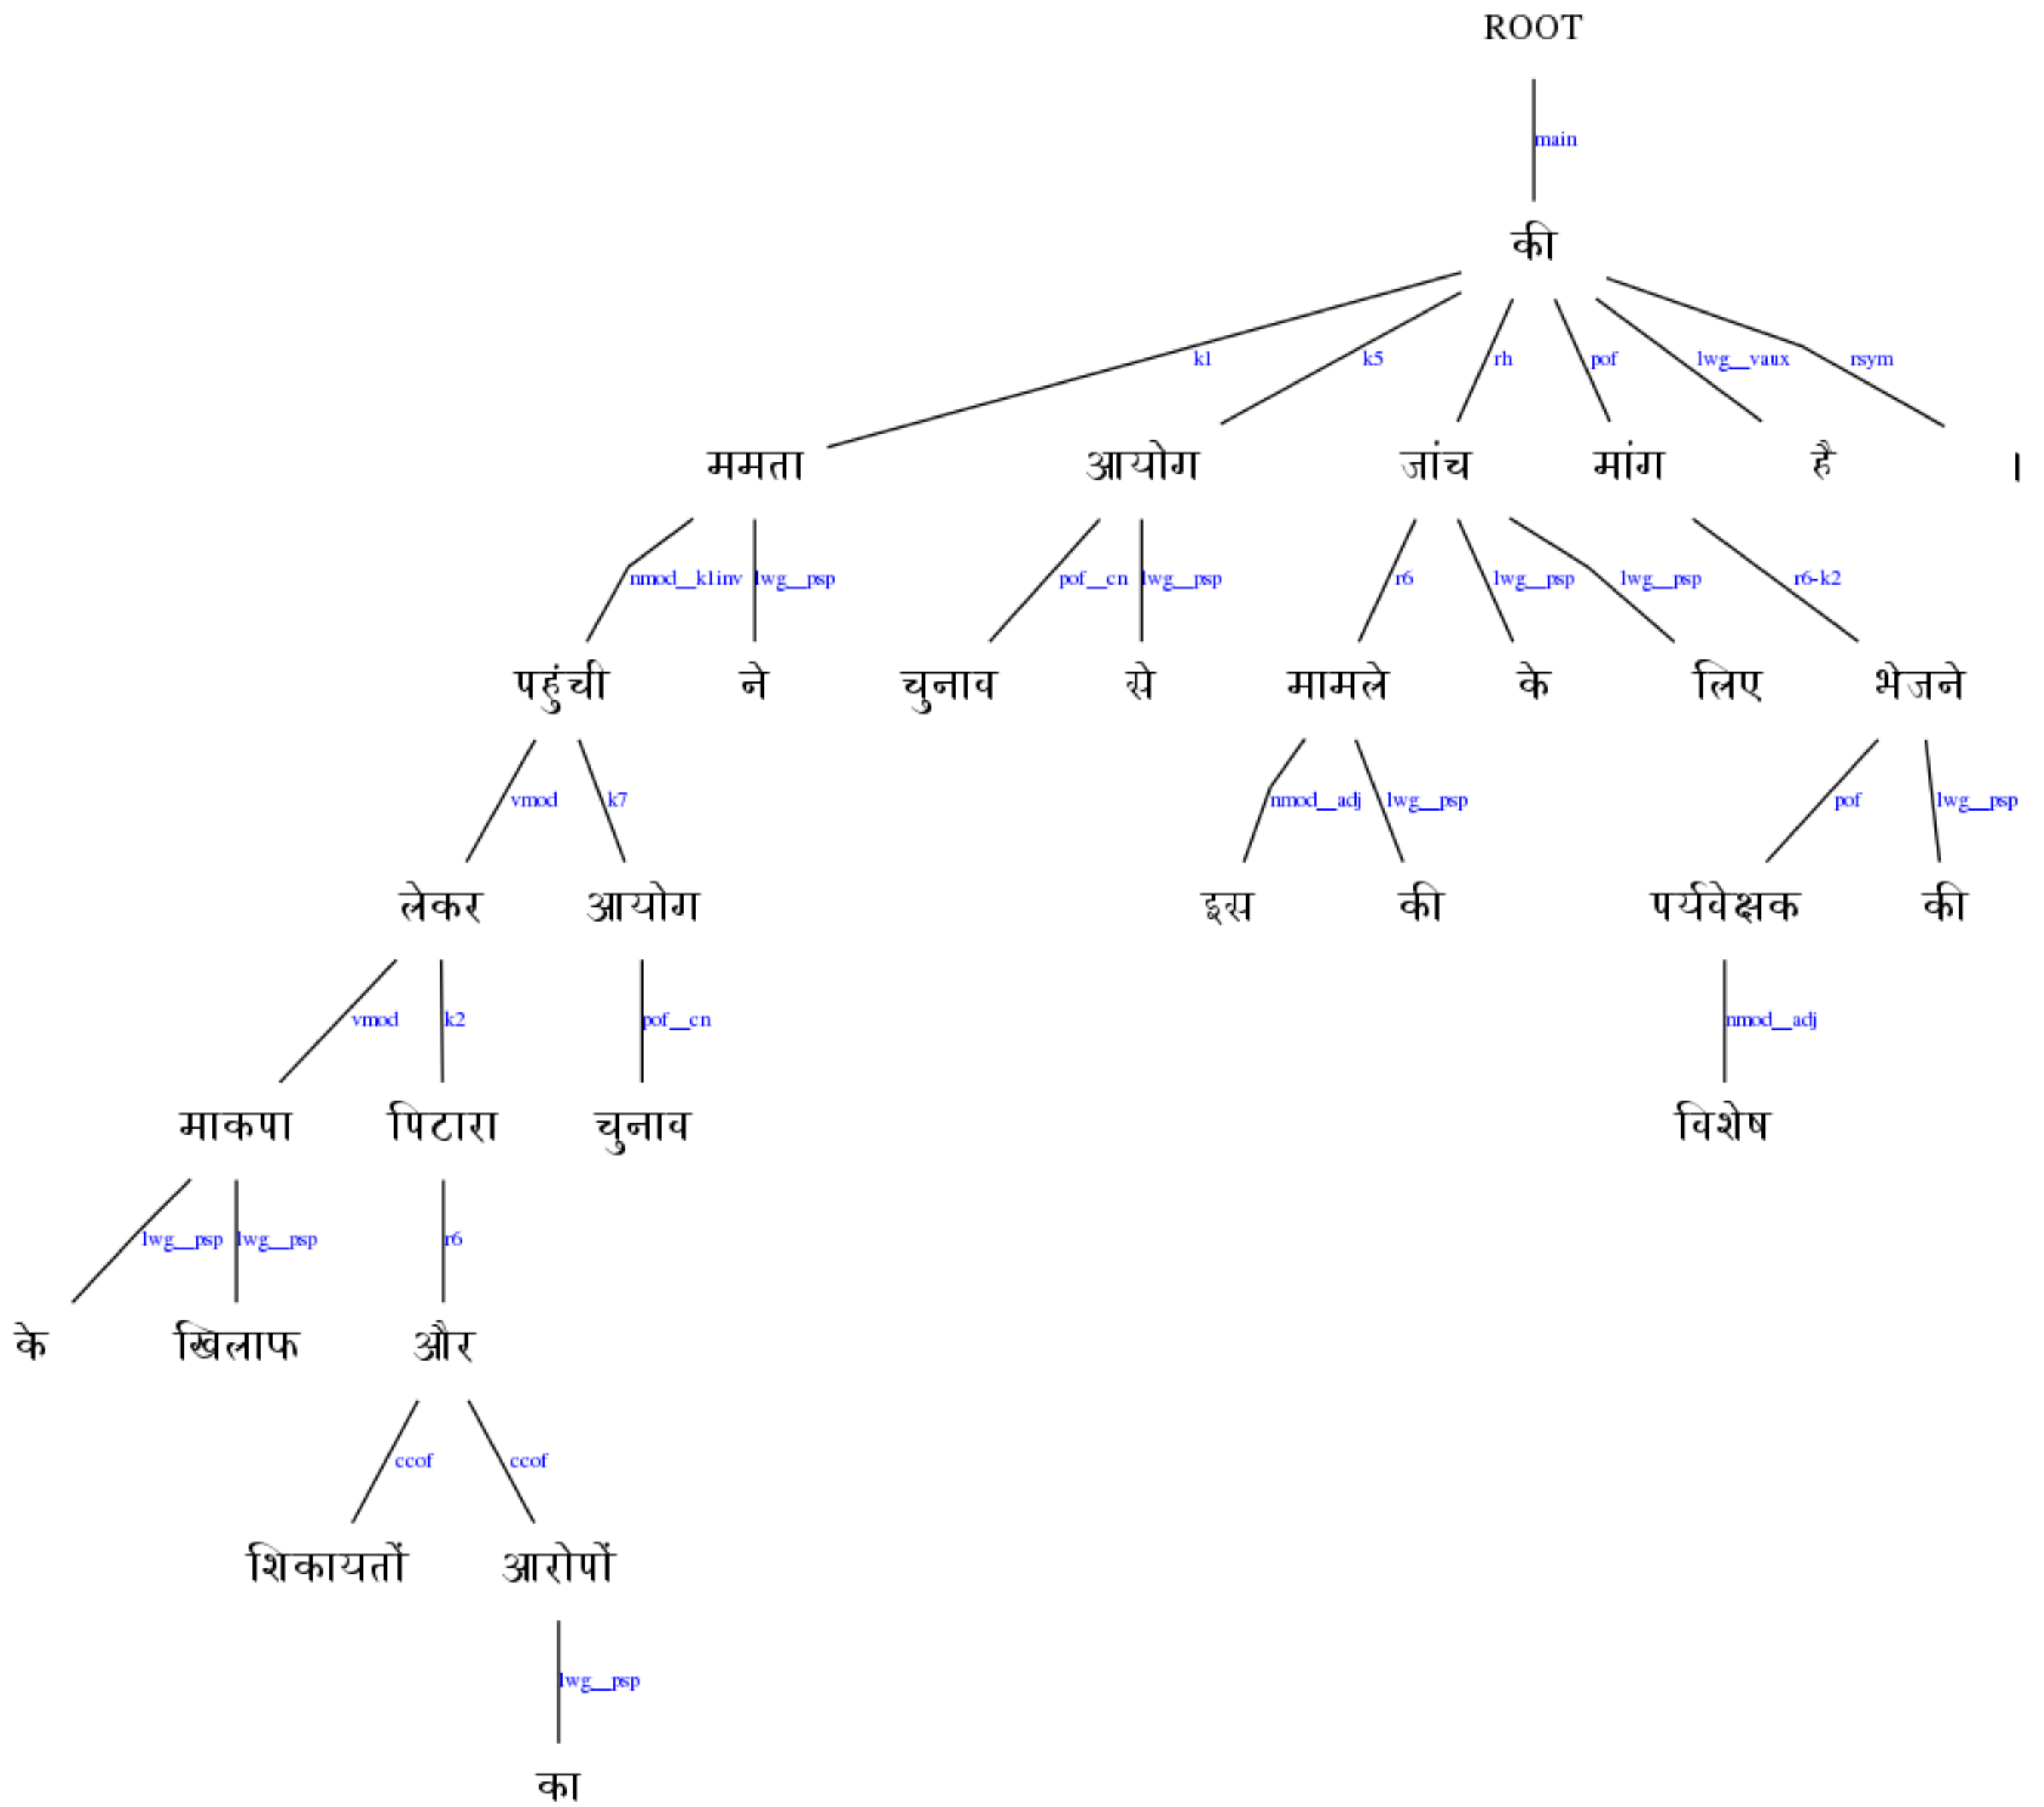 ROOT
main
की
k1 k5 rh pof lwg__vaux rsym
ममता आयोग जांच मांग है ।
nmod__k1inv lwg__psp pof__cn lwg__psp r6 lwg__psp lwg__psp r6-k2
पहुंची ने चुनाव से मामले के लिए भेजने
vmod k7 nmod__adj lwg__psp pof lwg__psp
लेकर आयोग इस की पर्यवेक्षक की
vmod k2 pof__cn nmod__adj
माकपा पिटारा चुनाव विशेष
lwg__psp lwg__psp r6
के खिलाफ और
ccof ccof
शिकायतों आरोपों
lwg__psp
का